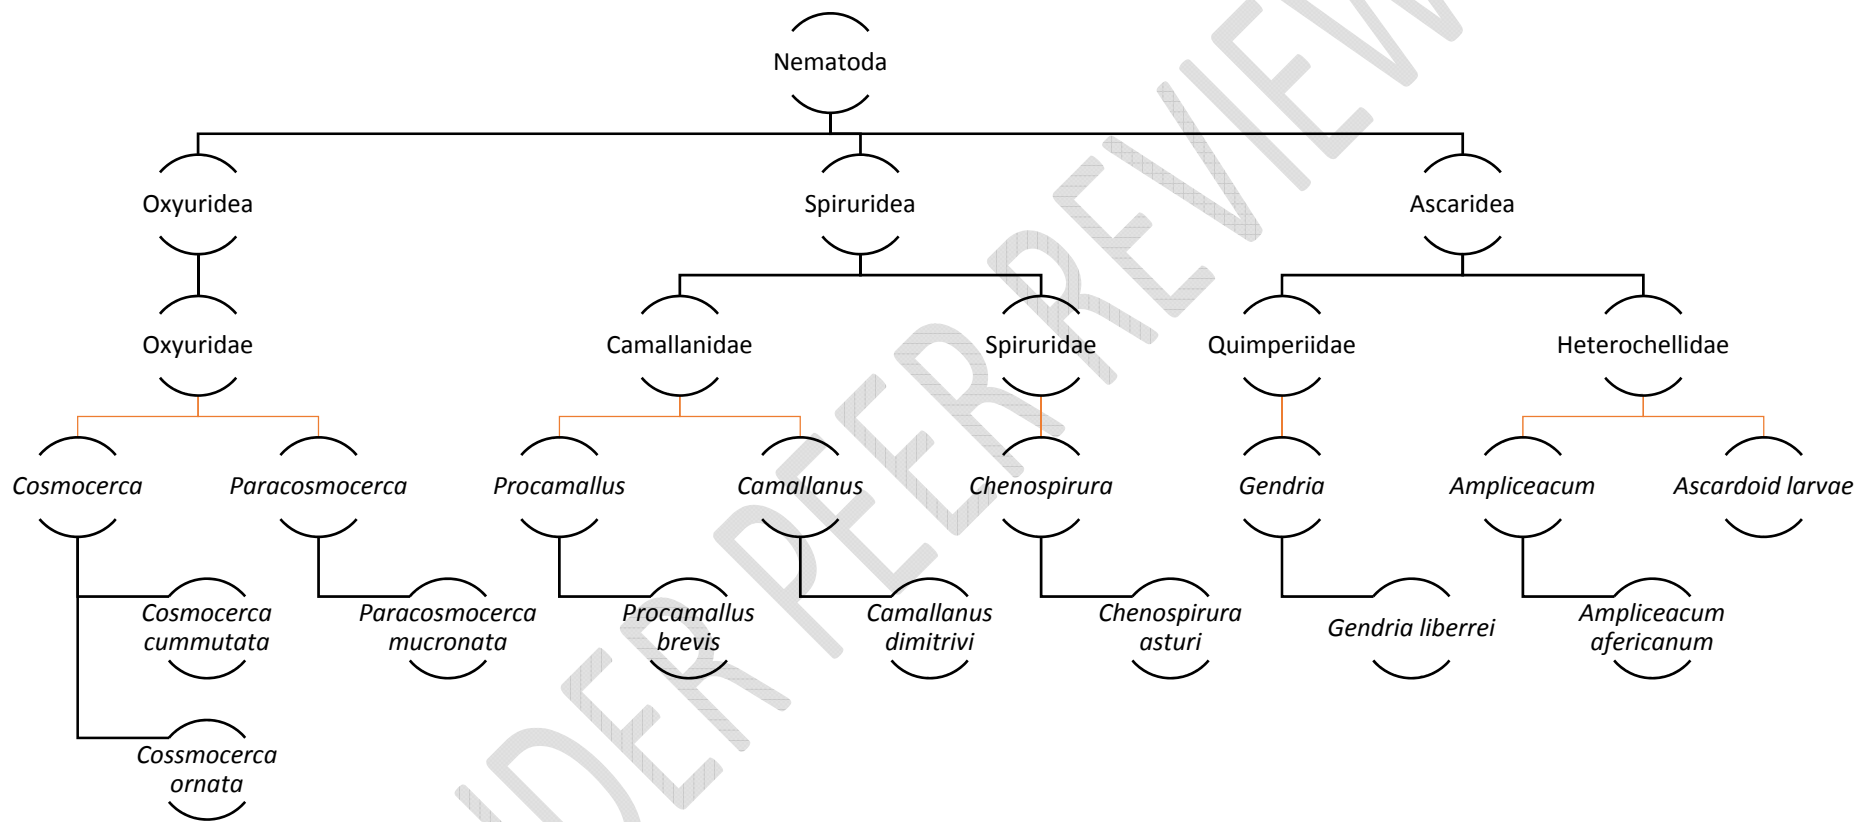 Nematoda
Oxyuridea
Spiruridea
Ascaridea
Oxyuridae
Camallanidae
Spiruridae
Quimperiidae
Heterochellidae
Cosmocerca
Paracosmocerca
Procamallus
Camallanus
Chenospirura
Gendria
Ampliceacum
Ascardoid larvae
Cosmocerca
cummutata
Paracosmocerca
mucronata
Procamallus
brevis
Camallanus
dimitrivi
Chenospirura
asturi
Gendria liberrei
Ampliceacum
afericanum
Cossmocerca
ornata
UNDER PEER REVIEW